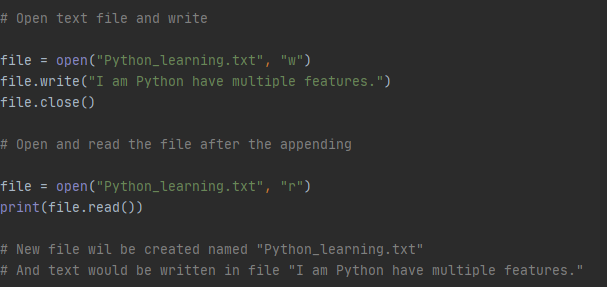 # Open text file and write
file = open("Python_learning.txt", "w")
file.write("I am Python have multiple features.")
file.close()
# Open and read the file after the appending
file = open("Python_learning.txt", "r")
print(file.read())
# New file wil be created named "Python_learning.txt"
# And text would be written in file "I am Python have multiple features."